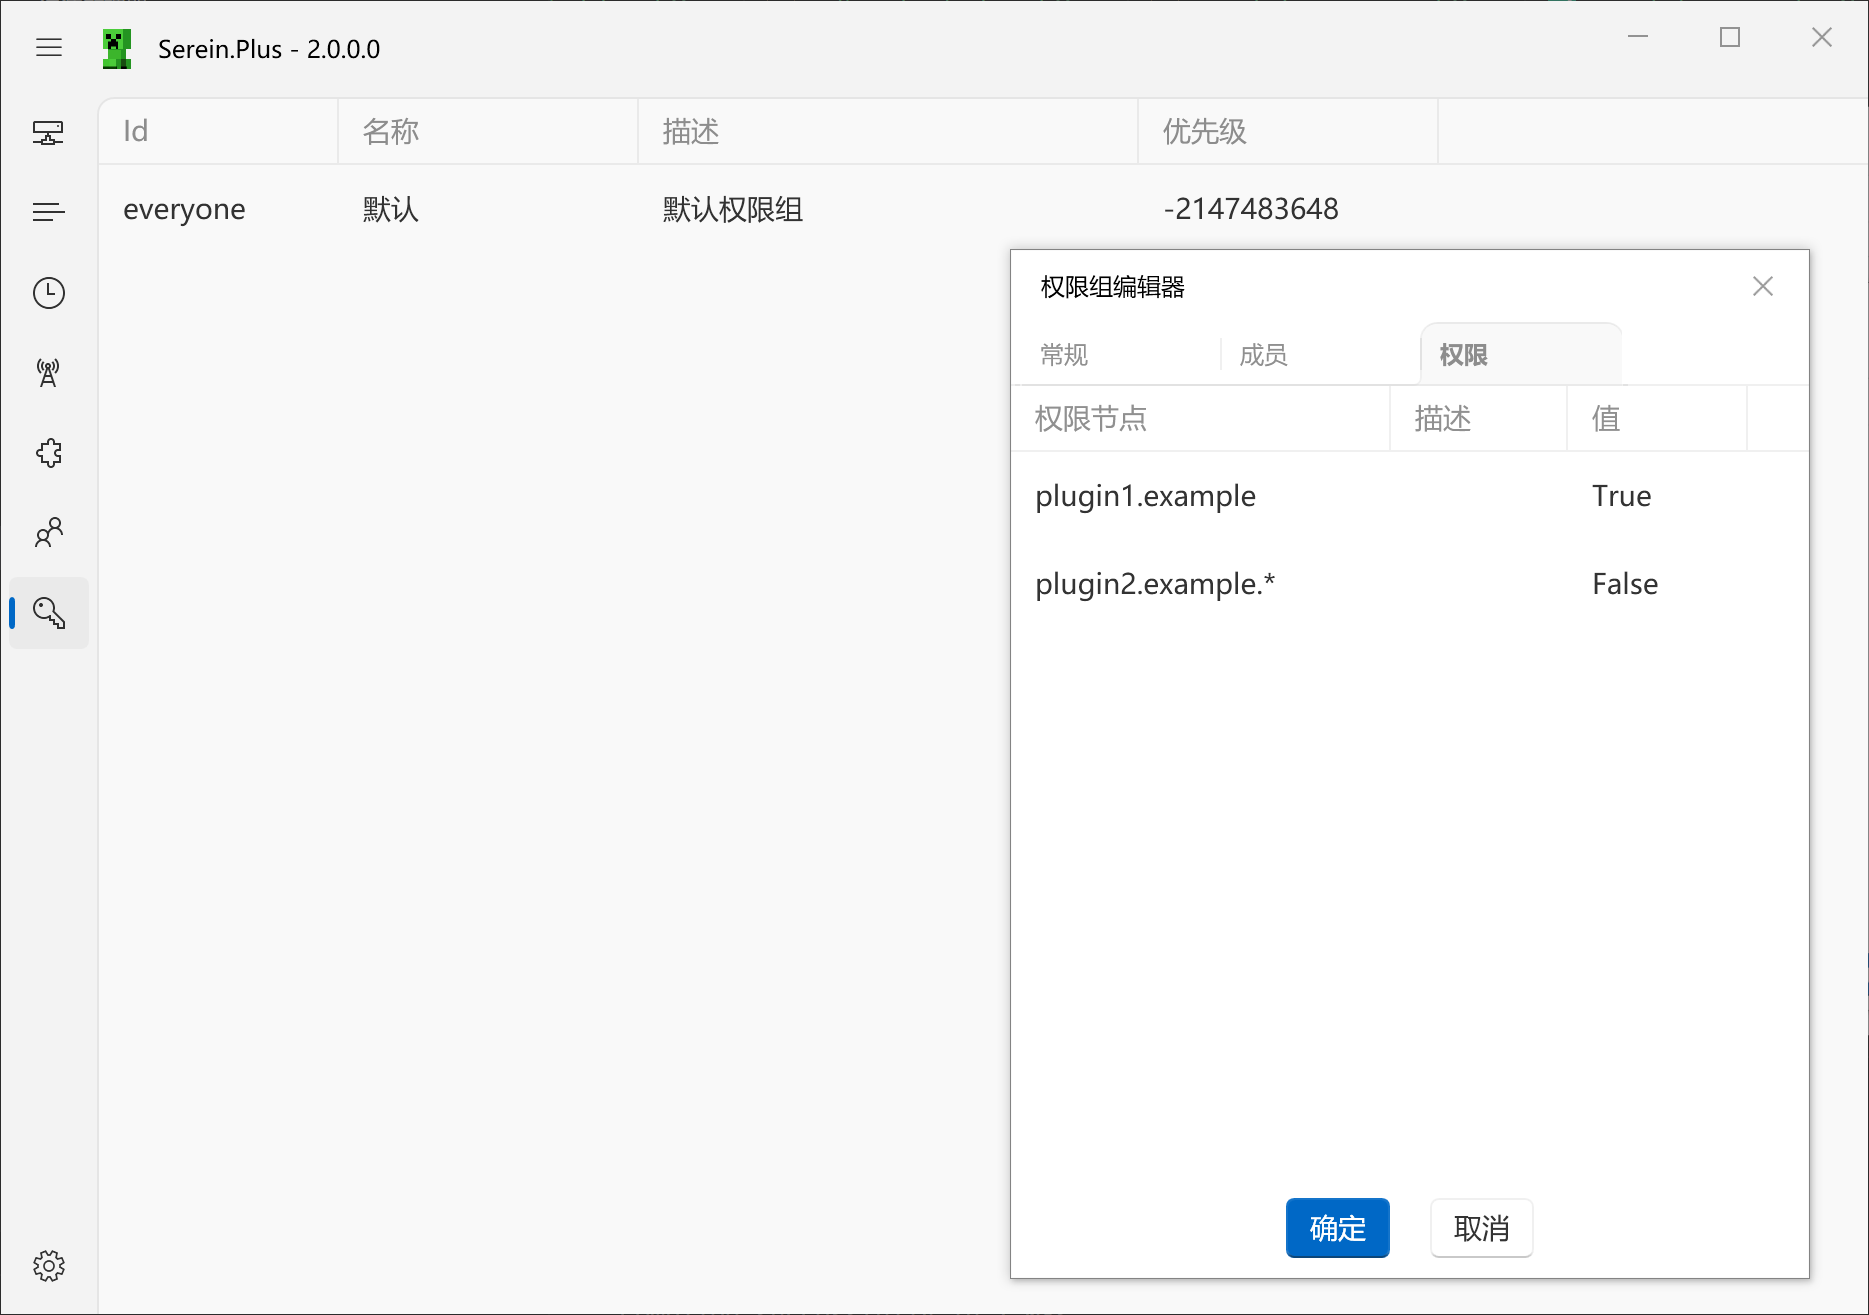 Serein.Plus - 2.0.0.0
Id 名称 描述 优先级
everyone 默认 默认权限组 -2147483648
权限组编辑器
常规 成员 权限
权限节点 描述 值
plugin1.example True
plugin2.example.* False
确定 取消